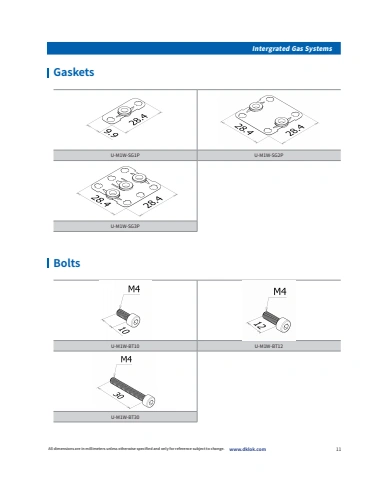 Intergrated Gas Systems
Gaskets
9.9
28.4
28.4
28.4
U-M1W-SG1P
U-M1W-SG2P
28.4
28.4
U-M1W-SG3P
Bolts
M4
10
M4
12
U-M1W-BT10
U-M1W-BT12
M4
30
U-M1W-BT30
All dimensions are in millimeters unless otherwise specified and only for reference subject to change.
www.dklok.com